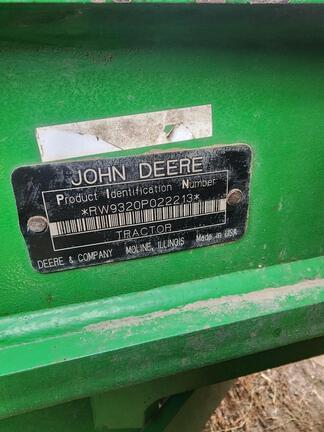 JOHN DEERE
Product Identification Number
*RW9320P022213*
TRACTOR
DEERE & COMPANY MOLINE, ILLINOIS Made in USA